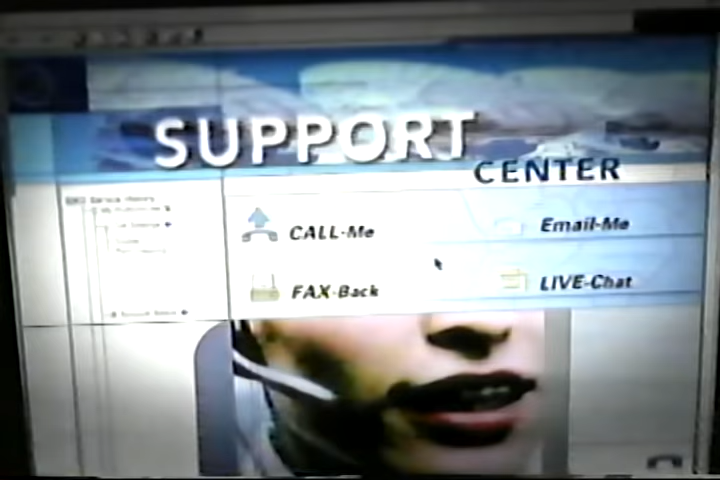 SUPPORT
CENTER
CALL-Me
Email-Me
FAX-Back
LIVE-Chat